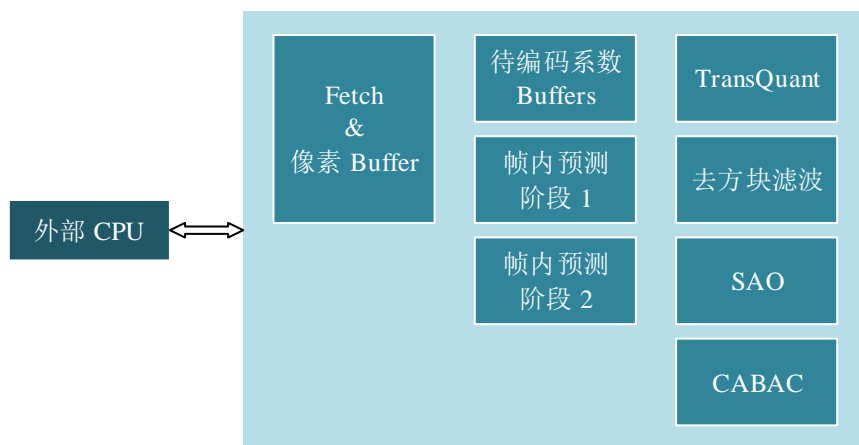 外部 CPU
Fetch
&
像素 Buffer
待编码系数
Buffers
帧内预测
阶段 1
帧内预测
阶段 2
TransQuant
去方块滤波
SAO
CABAC